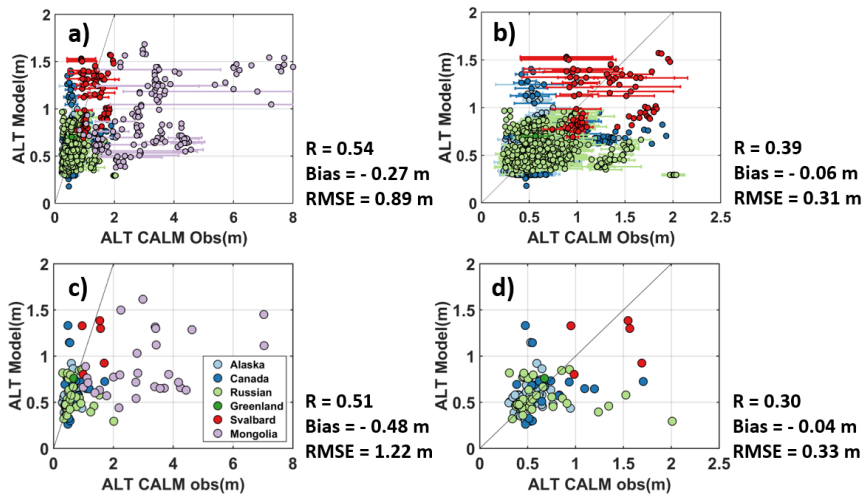 a)
ALT Model(m)
2
1.5
1
0.5
0
0 2 4 6 8
ALT CALM Obs(m)
R = 0.54
Bias = - 0.27 m
RMSE = 0.89 m
b)
ALT Model(m)
2
1.5
1
0.5
0
0 0.5 1 1.5 2 2.5
ALT CALM Obs(m)
R = 0.39
Bias = - 0.06 m
RMSE = 0.31 m
c)
ALT Model(m)
2
1.5
1
0.5
0
0 2 4 6 8
ALT CALM obs(m)
Alaska
Canada
Russian
Greenland
Svalbard
Mongolia
R = 0.51
Bias = - 0.48 m
RMSE = 1.22 m
d)
ALT Model(m)
2
1.5
1
0.5
0
0 0.5 1 1.5 2 2.5
ALT CALM obs(m)
R = 0.30
Bias = - 0.04 m
RMSE = 0.33 m